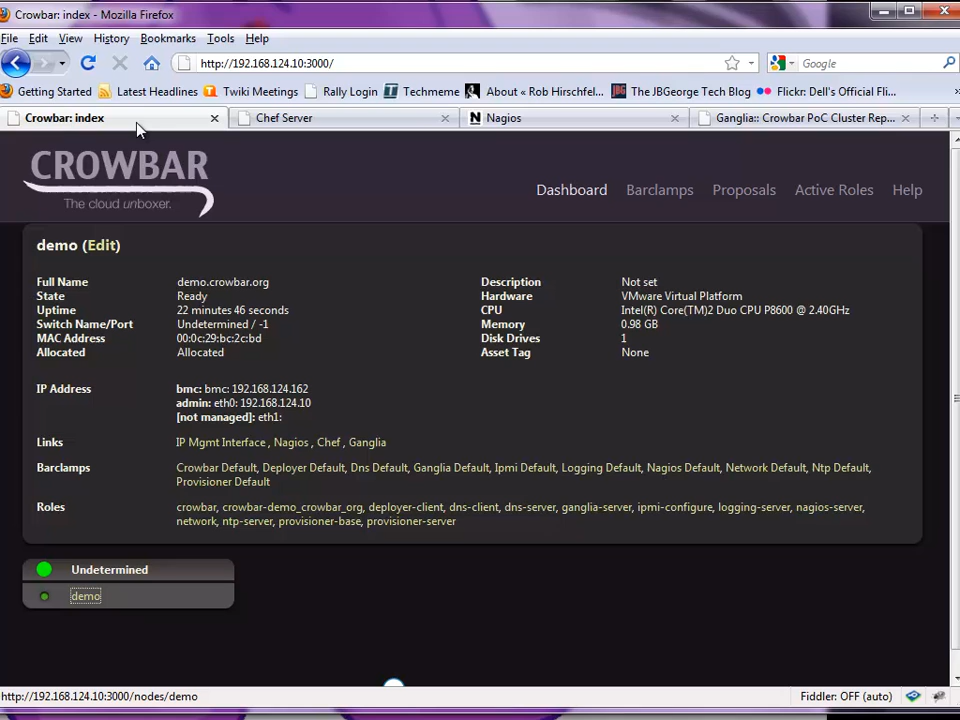 Crowbar: index - Mozilla Firefox
File Edit View History Bookmarks Tools Help
http://192.168.124.10:3000/ Google
Getting Started Latest Headlines Twiki Meetings Rally Login Techmeme About « Rob Hirschfel... The JBGeorge Tech Blog Flickr: Dell's Official Fli... »
Crowbar: index Chef Server Nagios Ganglia:: Crowbar PoC Cluster Rep...
CROWBAR
The cloud unboxer.
Dashboard Barclamps Proposals Active Roles Help
demo (Edit)
Full Name demo.crowbar.org Description Not set
State Ready Hardware VMware Virtual Platform
Uptime 22 minutes 46 seconds CPU Intel(R) Core(TM)2 Duo CPU P8600 @ 2.40GHz
Switch Name/Port Undetermined / -1 Memory 0.98 GB
MAC Address 00:0c:29:bc:2c:bd Disk Drives 1
Allocated Allocated Asset Tag None
IP Address bmc: bmc: 192.168.124.162
admin: eth0: 192.168.124.10
[not managed]: eth1:
Links IP Mgmt Interface , Nagios , Chef , Ganglia
Barclamps Crowbar Default, Deployer Default, Dns Default, Ganglia Default, Ipmi Default, Logging Default, Nagios Default, Network Default, Ntp Default,
Provisioner Default
Roles crowbar, crowbar-demo_crowbar_org, deployer-client, dns-client, dns-server, ganglia-server, ipmi-configure, logging-server, nagios-server,
network, ntp-server, provisioner-base, provisioner-server
Undetermined
demo
http://192.168.124.10:3000/nodes/demo Fiddler: OFF (auto)